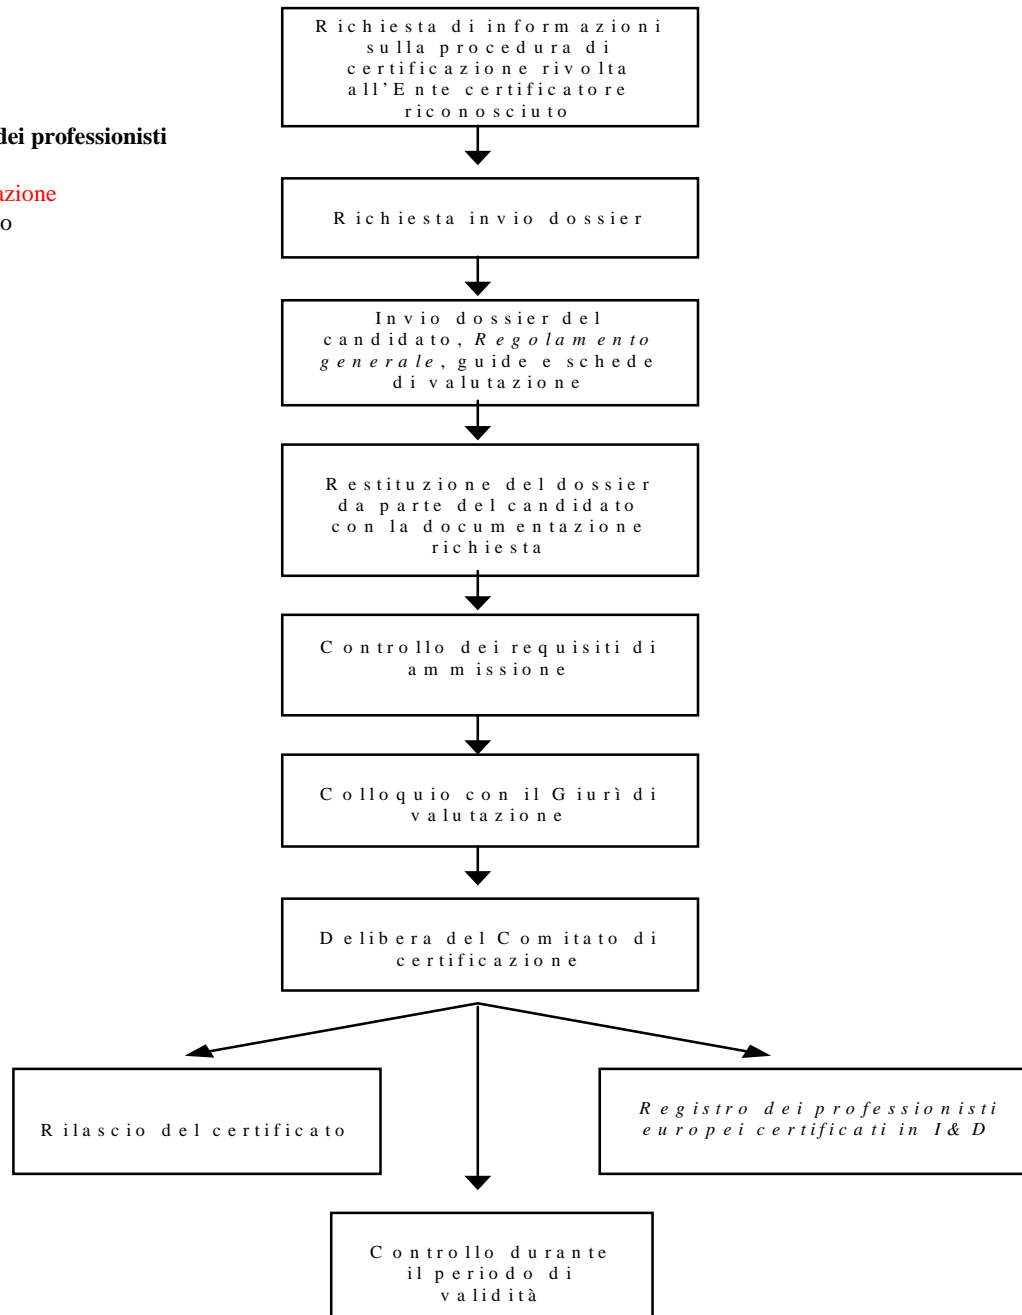 Richiesta di informazioni
sulla procedura di
certificazione rivolta
all'Ente certificatore
riconosciuto
dei professionisti
azione
o
Richiesta invio dossier
Invio dossier del
candidato, Regolamento
generale, guide e schede
di valutazione
Restituzione del dossier
da parte del candidato
con la documentazione
richiesta
Controllo dei requisiti di
ammissione
Colloquio con il Giurì di
valutazione
Delibera del Comitato di
certificazione
Rilascio del certificato
Registro dei professionisti
europei certificati in I&D
Controllo durante
il periodo di
validità